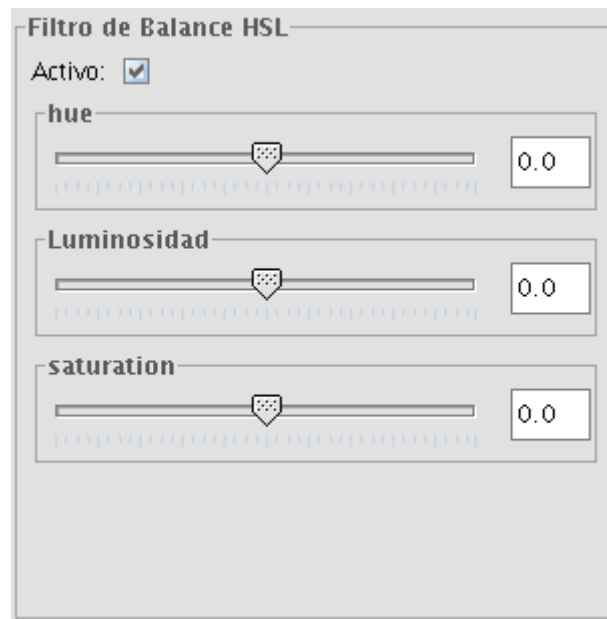 Filtro de Balance HSL
Activo:
hue
0.0
Luminosidad
0.0
saturation
0.0